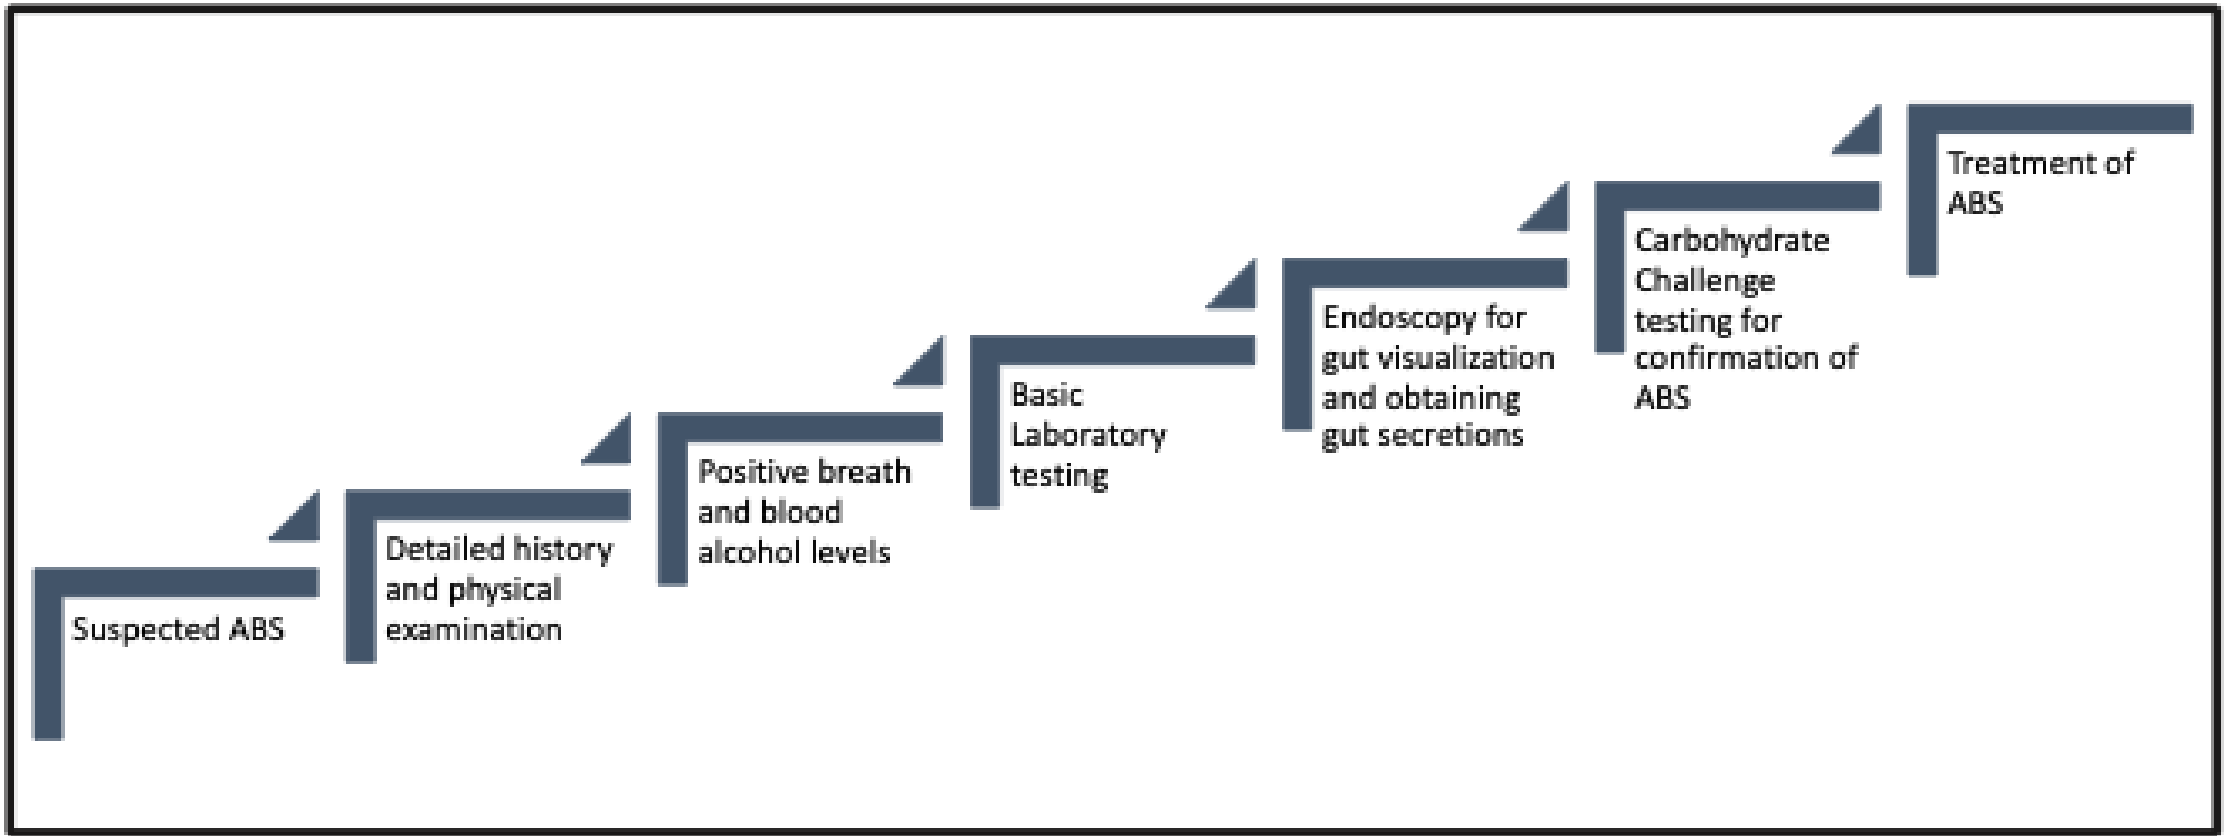 Suspected ABS
Detailed history
and physical
examination
Positive breath
and blood
alcohol levels
Basic
Laboratory
testing
Endoscopy for
gut visualization
and obtaining
gut secretions
Carbohydrate
Challenge
testing for
confirmation of
ABS
Treatment of
ABS